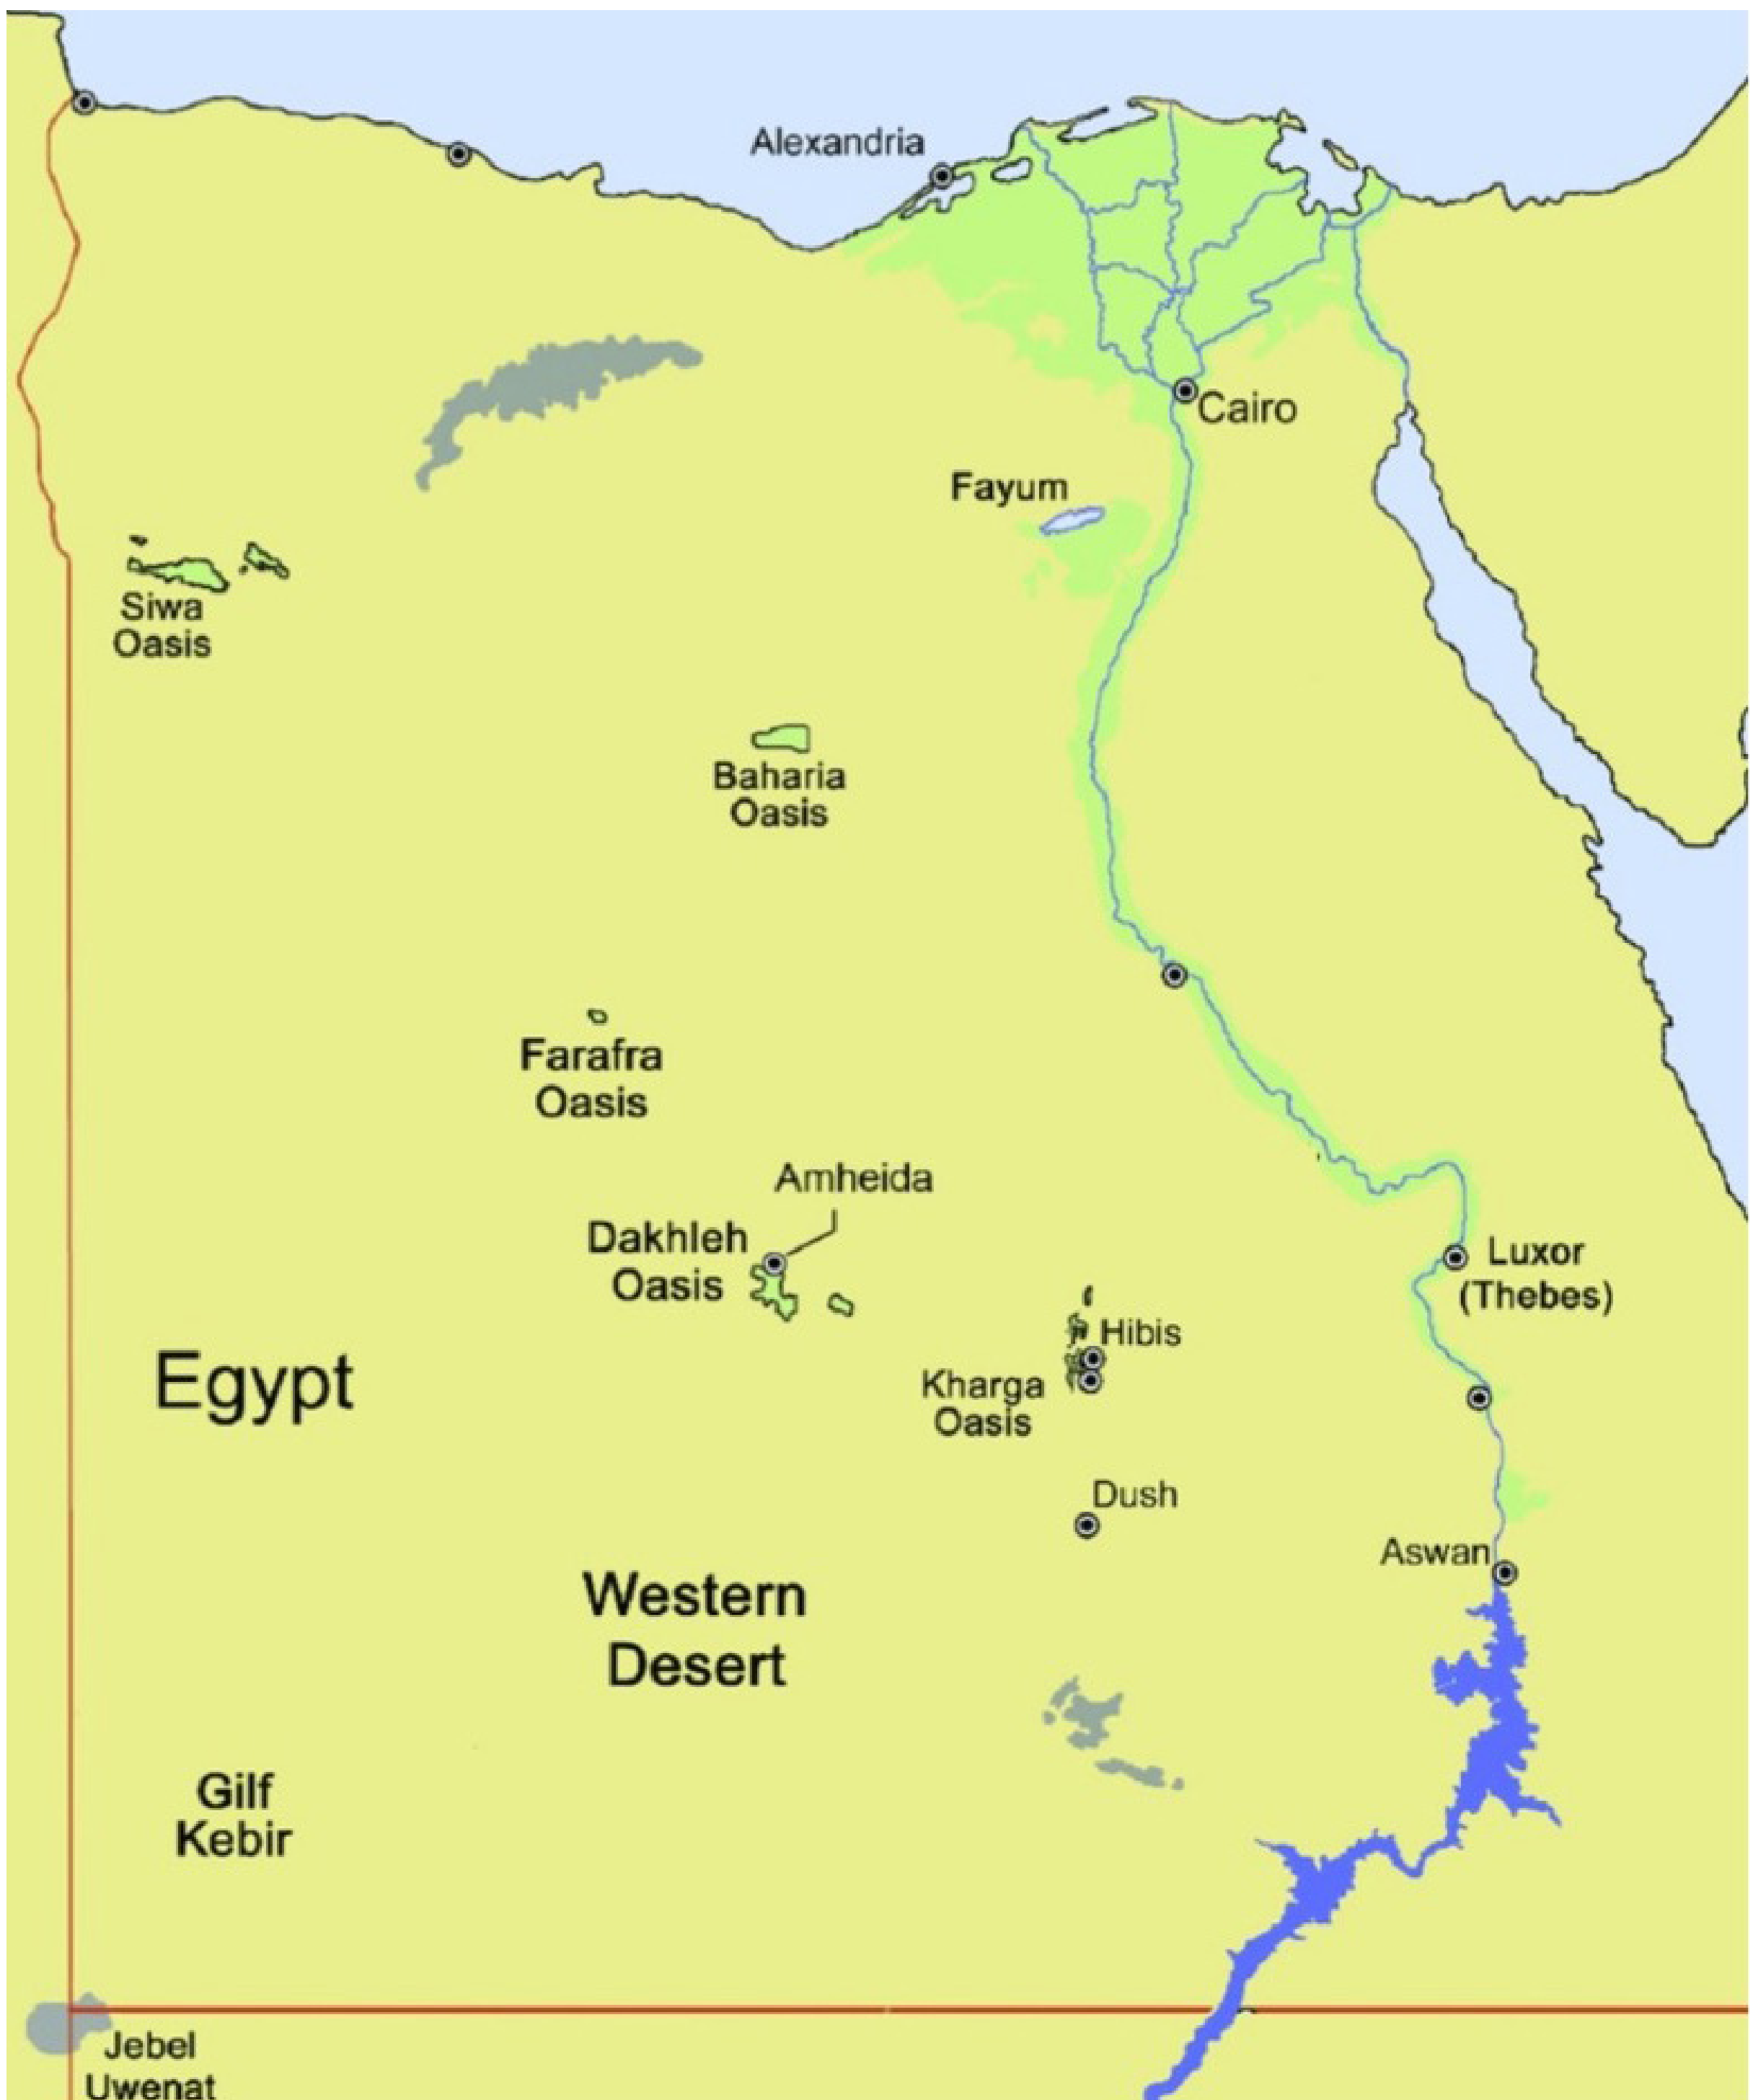 Alexandria
Cairo
Fayum
Siwa
Oasis
Baharia
Oasis
Farafra
Oasis
Amheida
Dakhleh
Oasis
Luxor
(Thebes)
Hibis
Kharga
Oasis
Egypt
Dush
Aswan
Western
Desert
Gilf
Kebir
Jebel
Uwenat